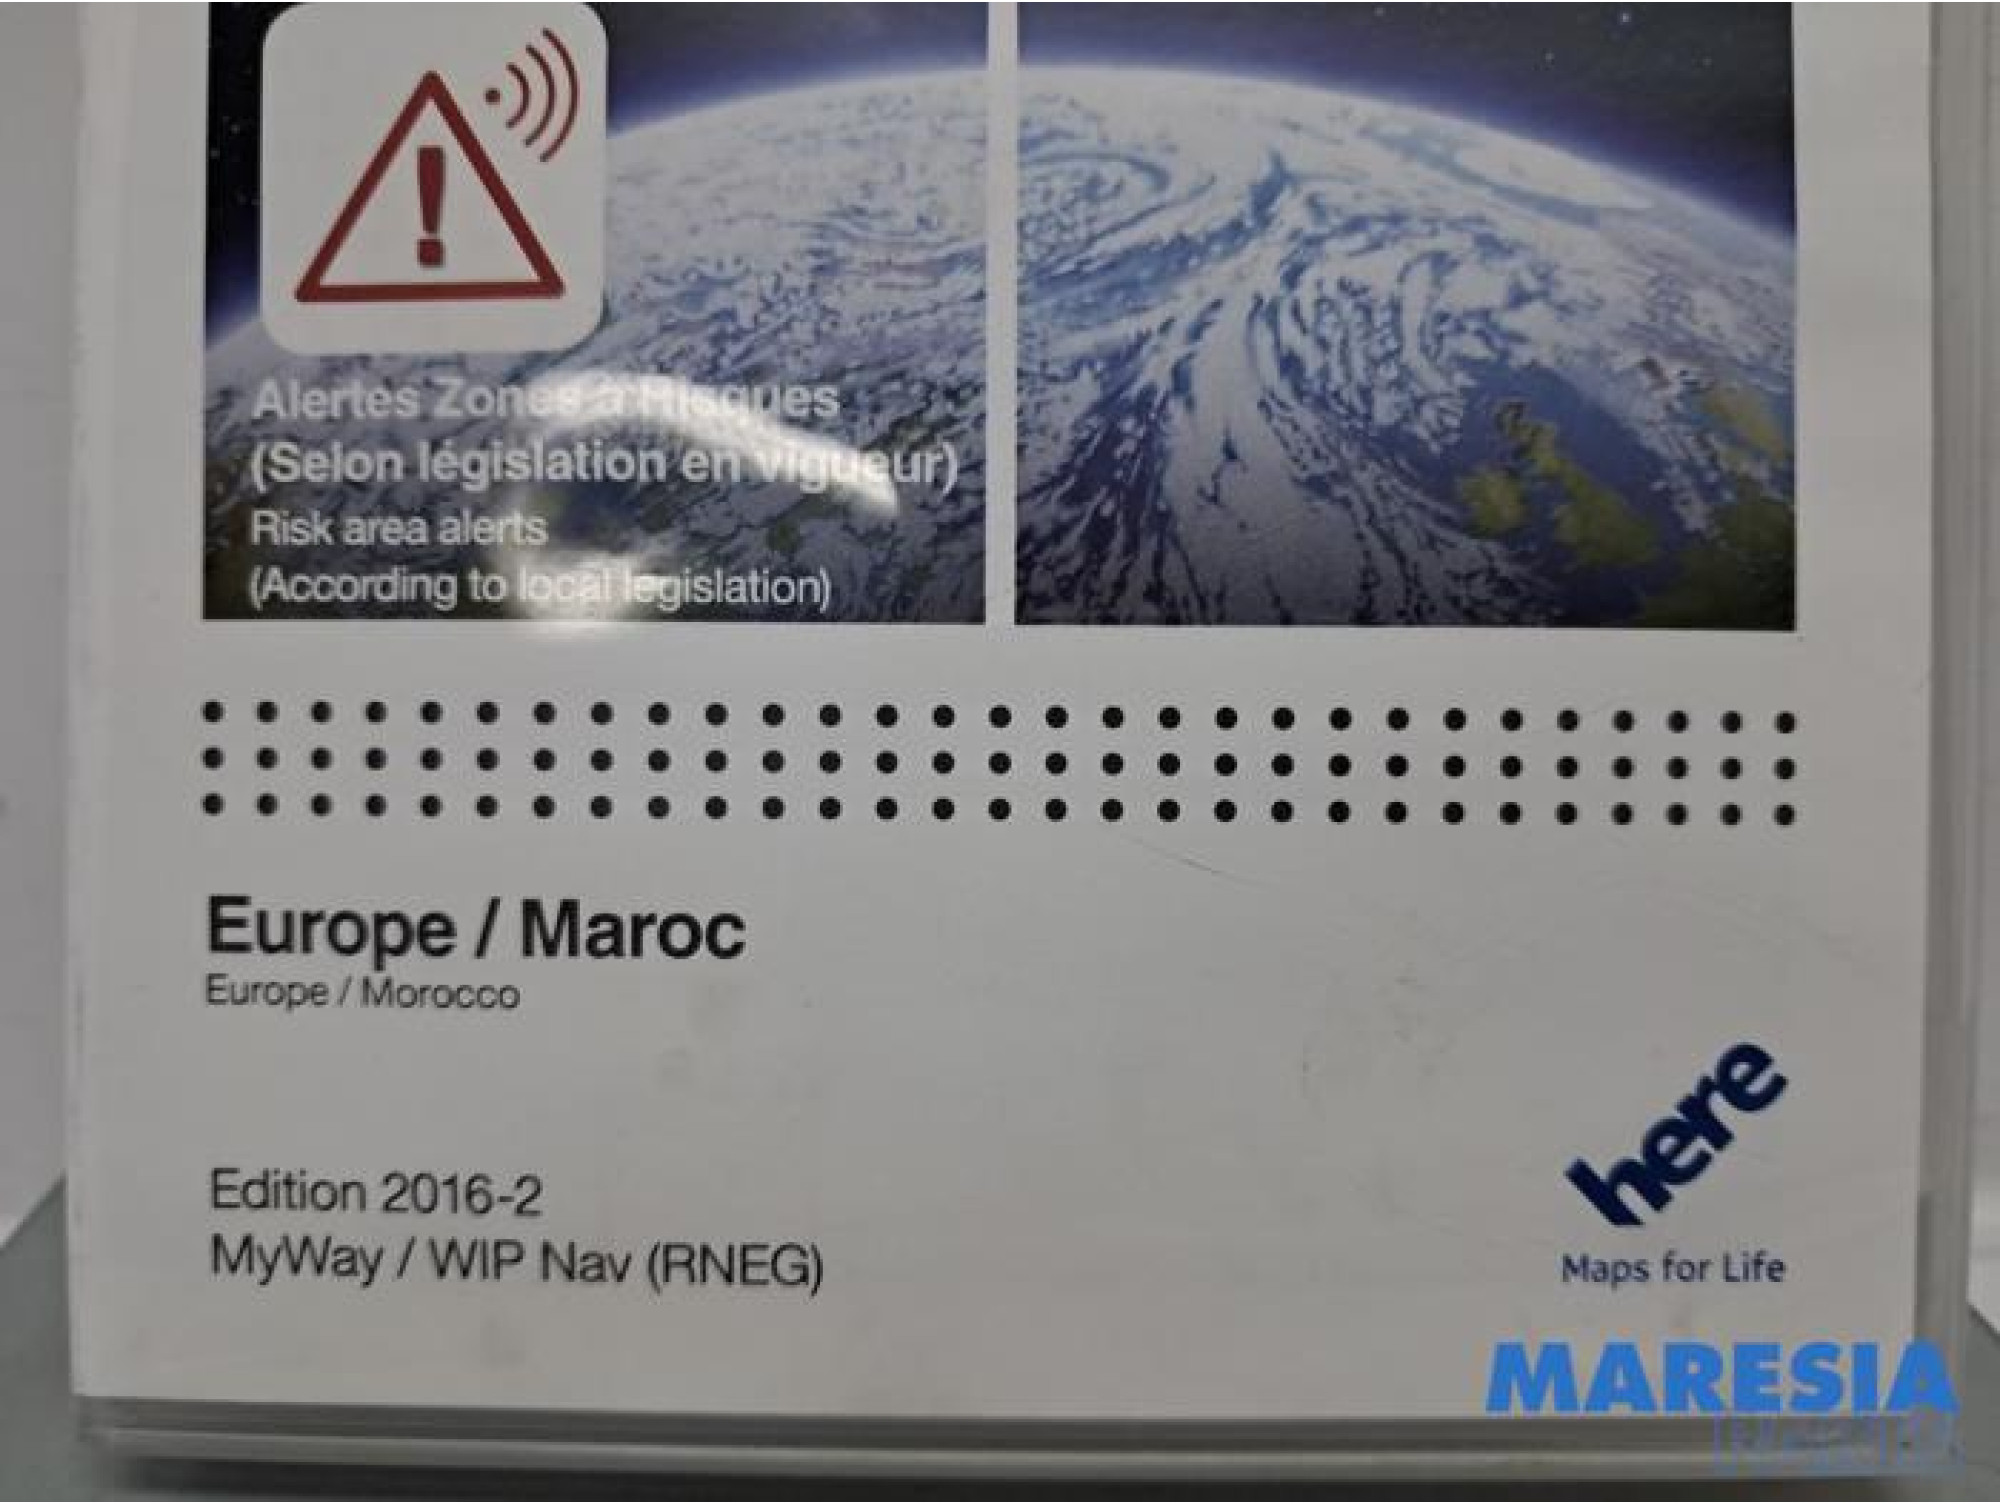 Alertes Zones à Risques
(Selon législation en vigueur)
Risk area alerts
(According to local legislation)
Europe / Maroc
Europe / Morocco
here
Edition 2016-2
MyWay / WIP Nav (RNEG)
Maps for Life
MARESIA